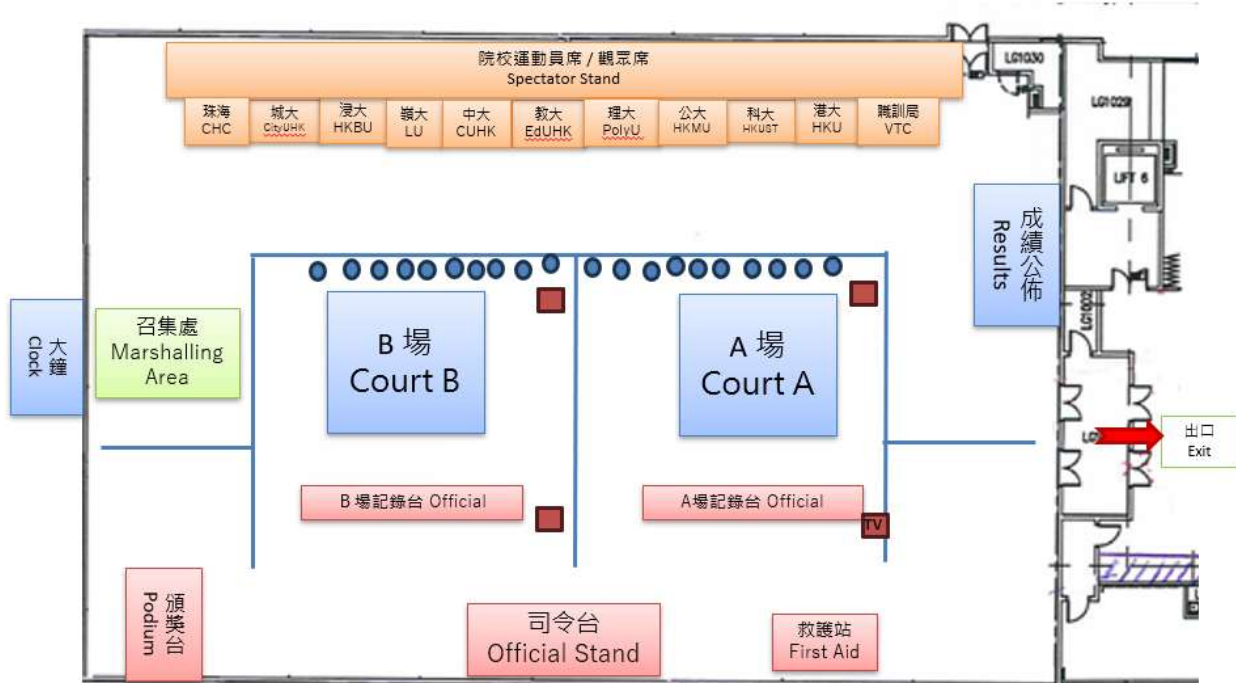 院校運動員席 / 觀眾席
Spectator Stand
珠海
CHC
城大
CityUHK
浸大
HKBU
嶺大
LU
中大
CUHK
教大
EdUHK
理大
PolyU
公大
HKMU
科大
HKUST
港大
HKU
職訓局
VTC
LG1030
LG1029
LIFT 6
成績公佈
Results
LG1002
大鐘
Clock
召集處
Marshalling
Area
B 場
Court B
A 場
Court A
出口
Exit
B場記錄台 Official
A場記錄台 Official
TV
頒獎台
Podium
司令台
Official Stand
救護站
First Aid